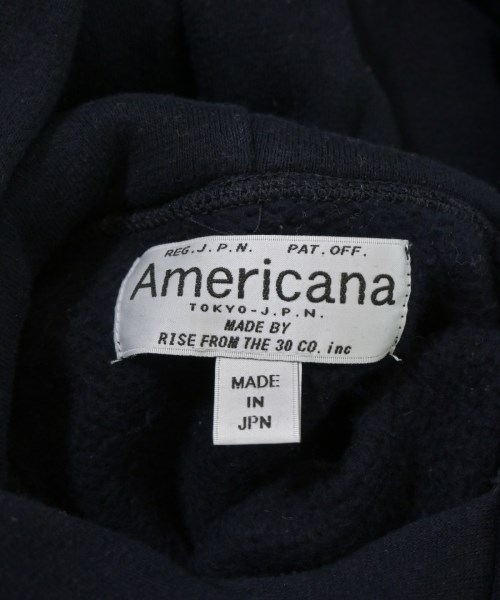 REG.J.P.N. PAT.OFF.
Americana
TOKYO-J.P.N.
MADE BY
RISE FROM THE 30 CO. inc
MADE
IN
JPN